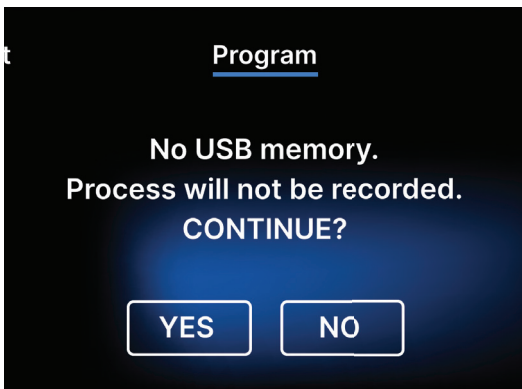 t
Program
No USB memory.
Process will not be recorded.
CONTINUE?
YES NO